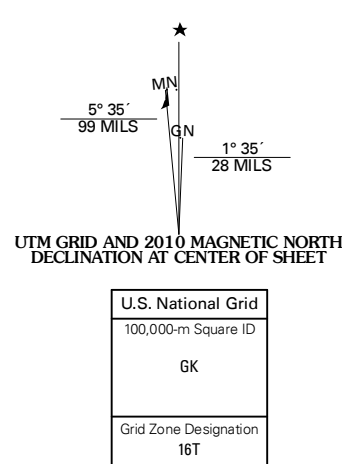 ★
MN
5° 35´
99 MILS
GN
1° 35´
28 MILS
UTM GRID AND 2010 MAGNETIC NORTH
DECLINATION AT CENTER OF SHEET
U.S. National Grid
100,000-m Square ID
GK
Grid Zone Designation
16T